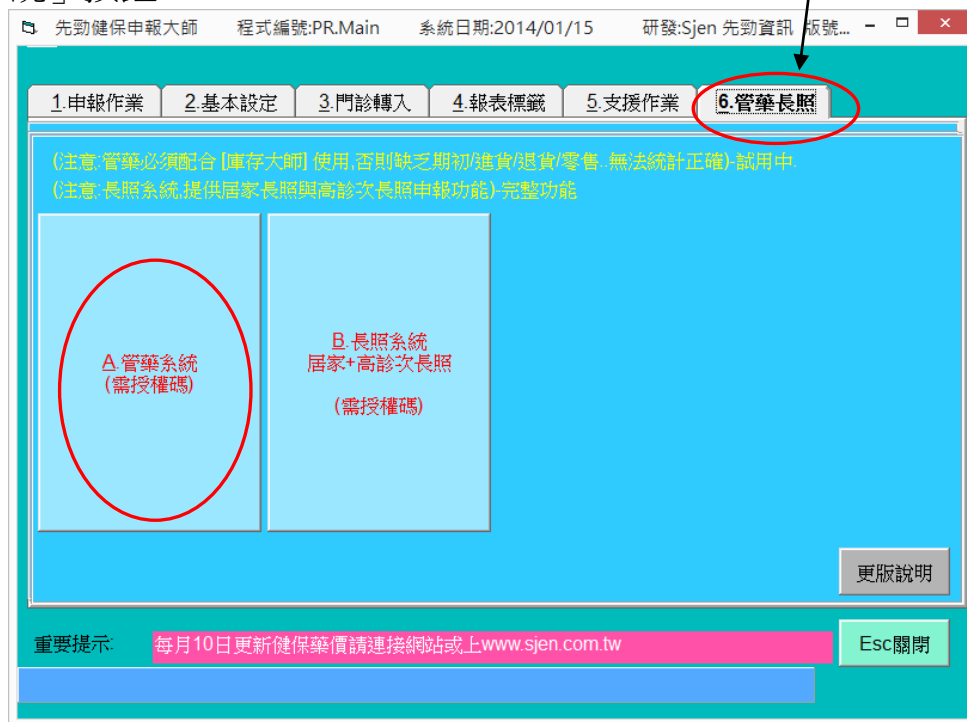 先勁健保申報大師 程式編號:PR.Main 系統日期:2014/01/15 研發:Sjen 先勁資訊 版號...
1.申報作業 2.基本設定 3.門診轉入 4.報表標籤 5.支援作業 6.管藥長照
(注意:管藥必須配合 [庫存大師] 使用,否則缺乏期初/進貨/退貨/零售..無法統計正確)-試用中.
(注意:長照系統,提供居家長照與高診次長照申報功能)-完整功能
A.管藥系統
(需授權碼)
B.長照系統
居家+高診次長照
(需授權碼)
更版說明
重要提示: 每月10日更新健保藥價請連接網站或上www.sjen.com.tw
Esc關閉